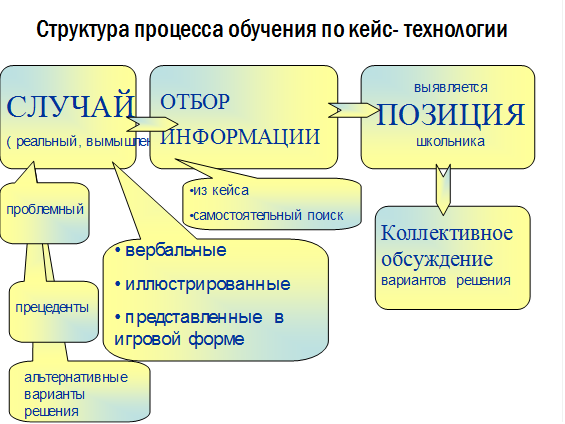 Структура процесса обучения по кейс- технологии
СЛУЧАЙ
( реальный, вымышлен
ОТБОР
ИНФОРМАЦИИ
выявляется
ПОЗИЦИЯ
школьника
•из кейса
•самостоятельный поиск
проблемный
Коллективное
обсуждение
вариантов решения
• вербальные
• иллюстрированные
• представленные в
игровой форме
прецеденты
альтернативные
варианты
решения